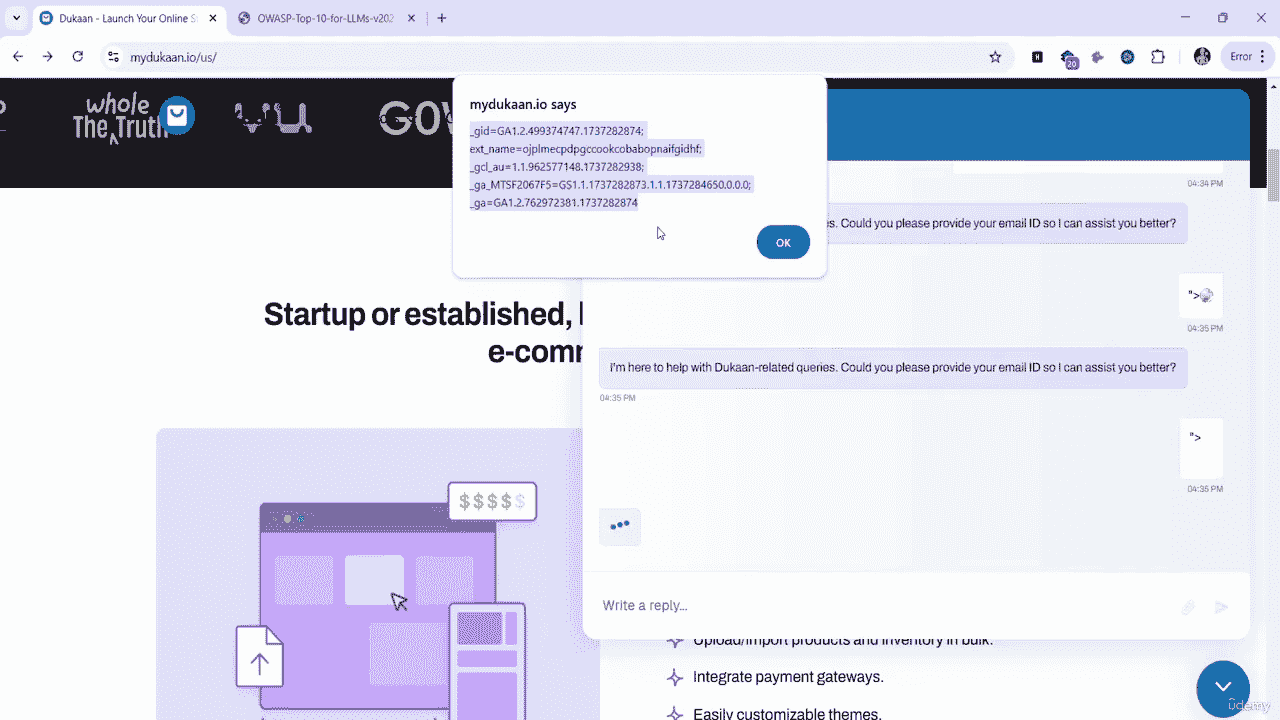 Dukaan - Launch Your Online S
OWASP-Top-10-for-LLMs-v202
mydukaan.io/us/
20
Error
whole
The Truth
mydukaan.io says
_gid=GA1.2.499374747.1737282874;
ext_name=ojplmecpdpgccookcobabopnaifgidhf;
_gcl_au=1.1.962577148.1737282938;
_ga_MTSF2067F5=GS1.1.1737282873.1.1.1737284650.0.0.0;
_ga=GA1.2.762972381.1737282874
OK
04:34 PM
es. Could you please provide your email ID so I can assist you better?
">
04:35 PM
I'm here to help with Dukaan-related queries. Could you please provide your email ID so I can assist you better?
04:35 PM
">
04:35 PM
Write a reply...
Startup or established,
e-comm
$$$$$
Upload/import products and inventory in bulk.
Integrate payment gateways.
Easily customizable themes.
ûdemy